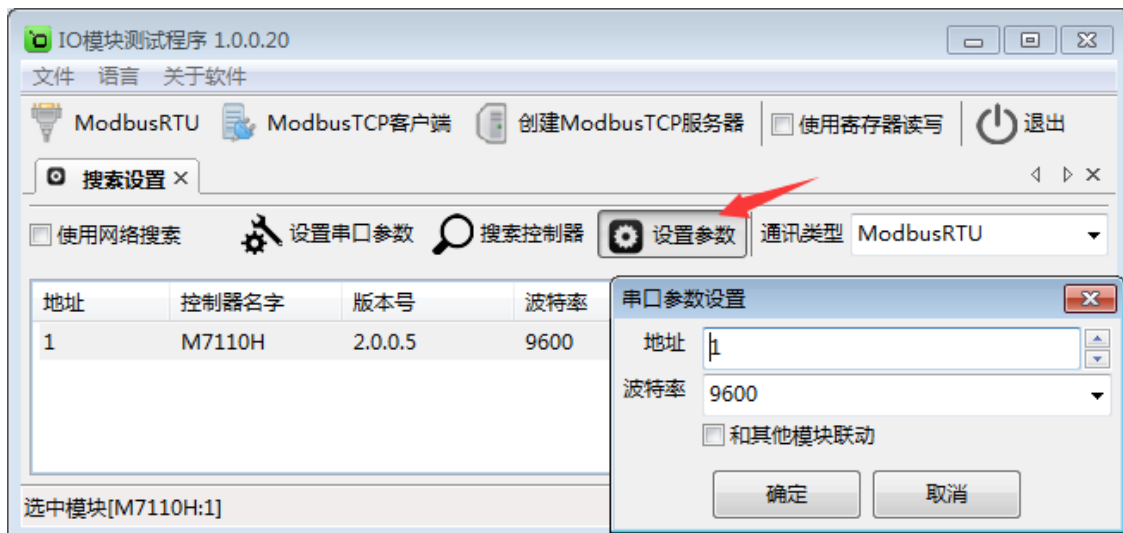 IO模块测试程序 1.0.0.20
文件 语言 关于软件
ModbusRTU ModbusTCP客户端 创建ModbusTCP服务器 使用寄存器读写 退出
搜索设置
使用网络搜索 设置串口参数 搜索控制器 设置参数 通讯类型 ModbusRTU
地址 控制器名字 版本号 波特率
1 M7110H 2.0.0.5 9600
串口参数设置
地址 1
波特率 9600
和其他模块联动
确定 取消
选中模块[M7110H:1]